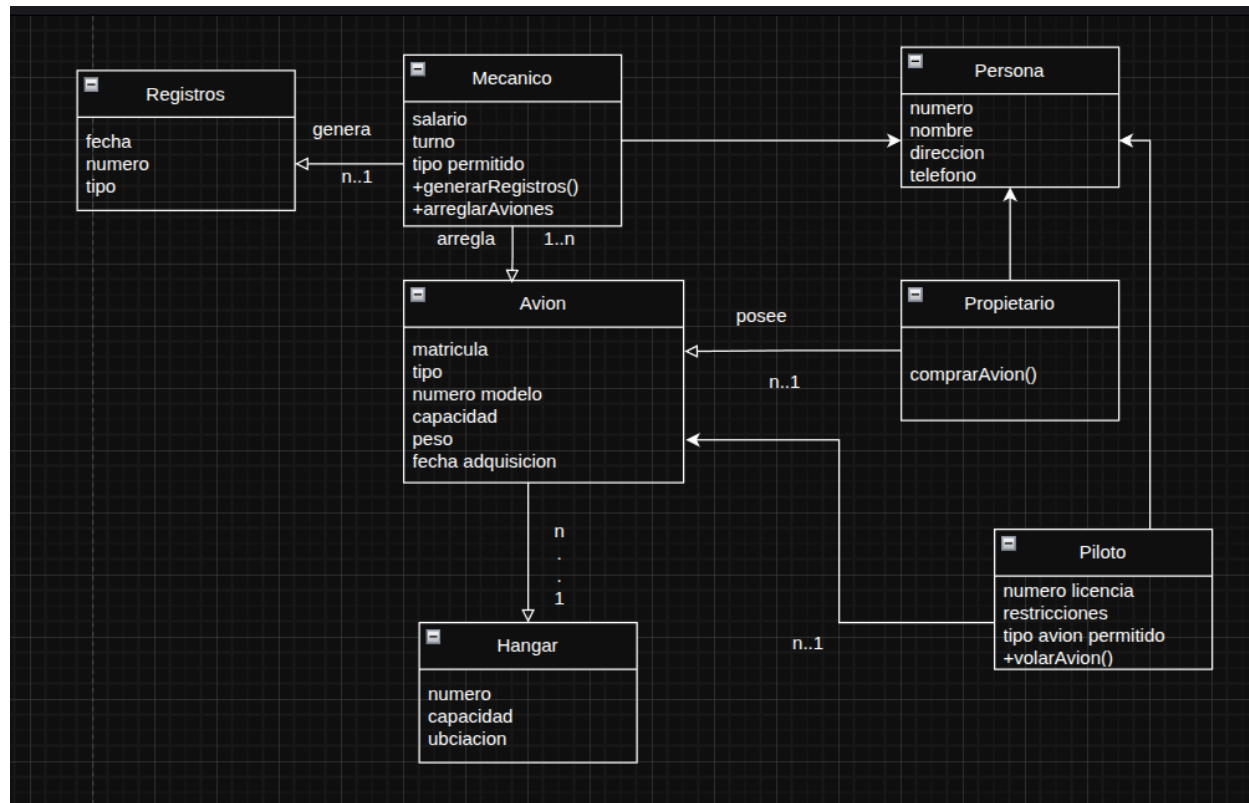 Registros
fecha
numero
tipo
genera
n..1
Mecanico
salario
turno
tipo permitido
+generarRegistros()
+arreglarAviones
arregla
1..n
Persona
numero
nombre
direccion
telefono
Avion
matricula
tipo
numero modelo
capacidad
peso
fecha adquisicion
posee
n..1
Propietario
comprarAvion()
n
.
.
1
Hangar
numero
capacidad
ubciacion
n..1
Piloto
numero licencia
restricciones
tipo avion permitido
+volarAvion()